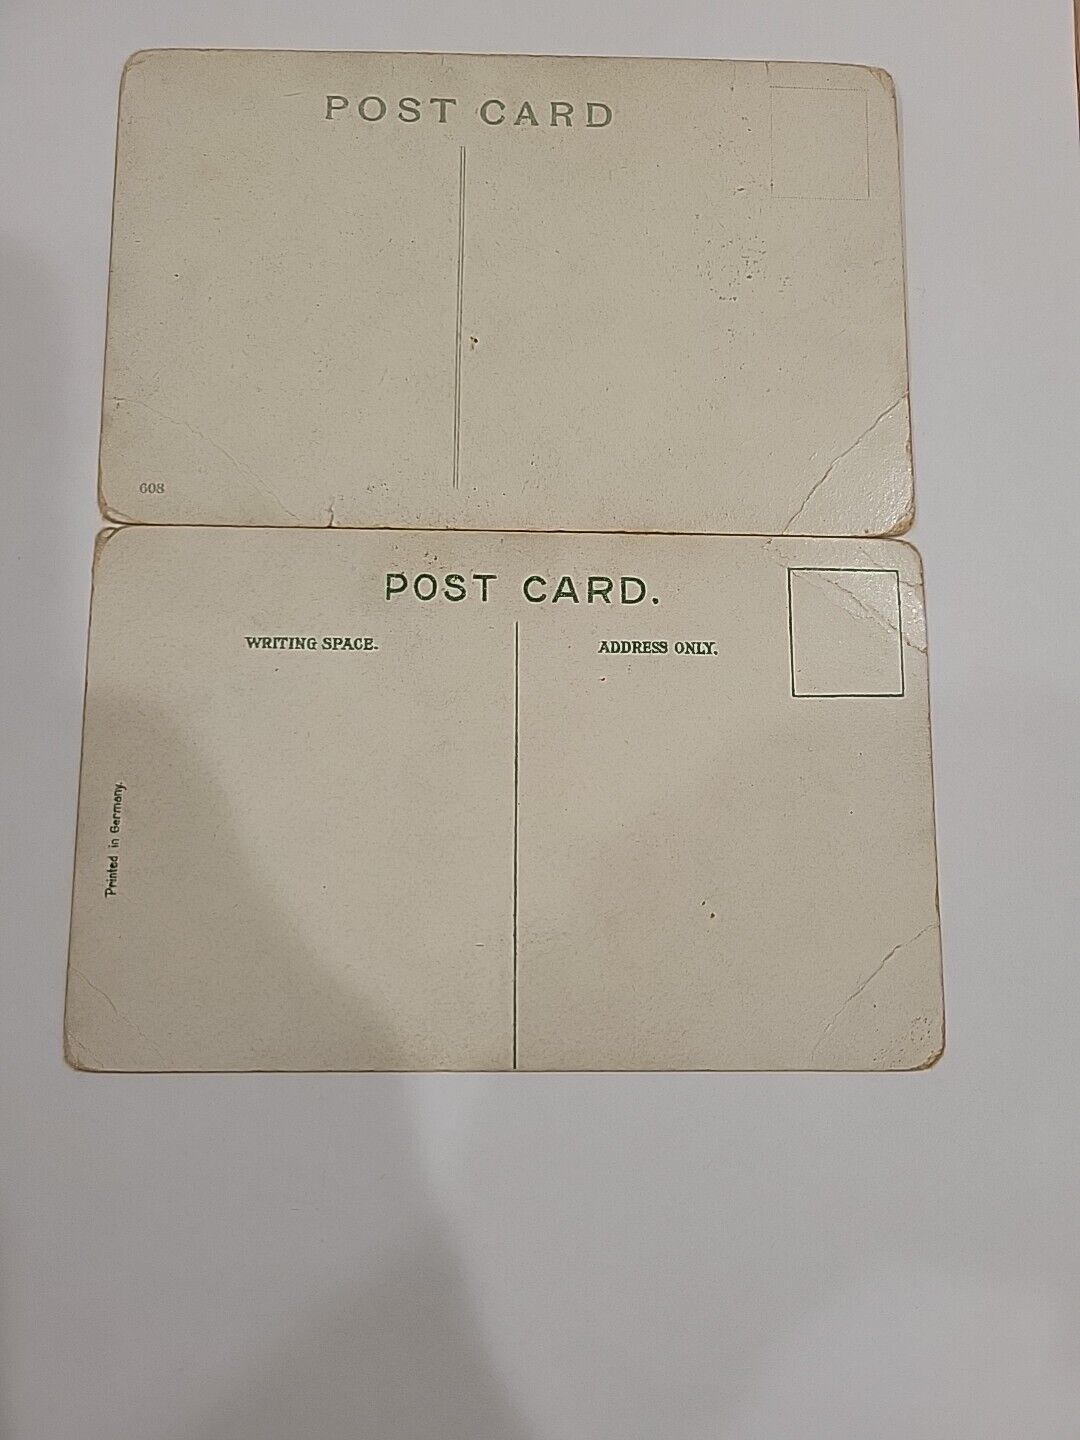 POST CARD
608
POST CARD.
WRITING SPACE.
ADDRESS ONLY.
Printed in Germany.